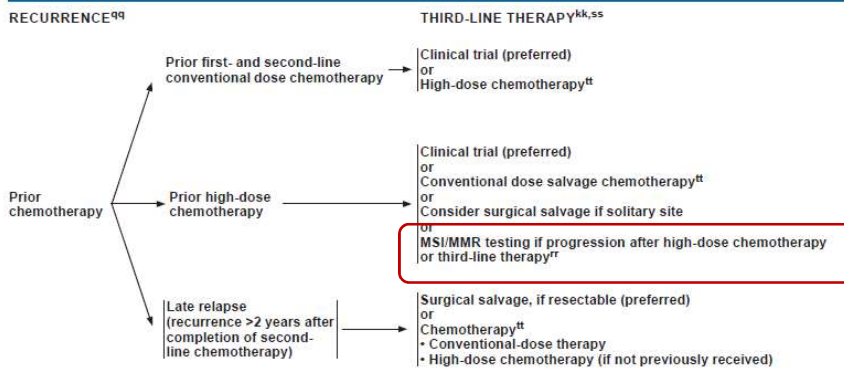 RECURRENCEqq
THIRD-LINE THERAPYkk,ss
Prior chemotherapy
Prior first- and second-line
conventional dose chemotherapy
Clinical trial (preferred)
or
High-dose chemotherapytt
Prior high-dose
chemotherapy
Clinical trial (preferred)
or
Conventional dose salvage chemotherapytt
or
Consider surgical salvage if solitary site
or
MSI/MMR testing if progression after high-dose chemotherapy
or third-line therapyrr
Late relapse
(recurrence >2 years after
completion of second-
line chemotherapy)
Surgical salvage, if resectable (preferred)
or
Chemotherapytt
• Conventional-dose therapy
• High-dose chemotherapy (if not previously received)